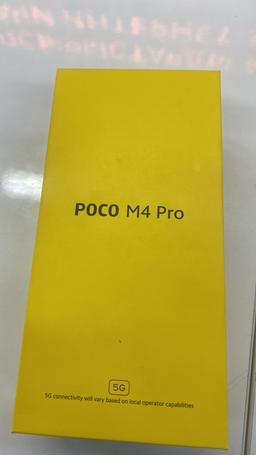 POCO M4 Pro
5G
5G connectivity will vary based on local operator capabilities